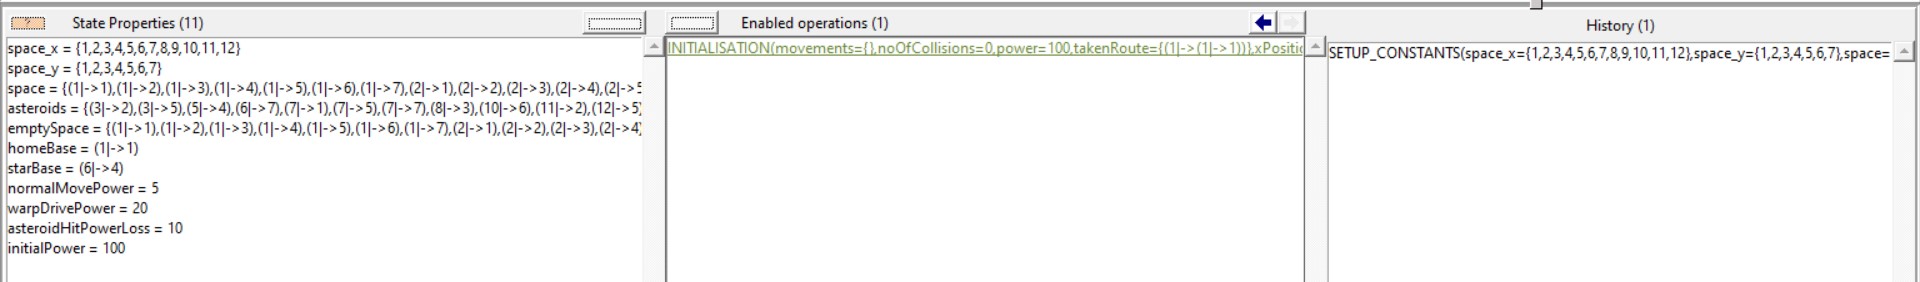 State Properties (11)
space_x = {1,2,3,4,5,6,7,8,9,10,11,12}
space_y = {1,2,3,4,5,6,7}
space = {(1|->1),(1|->2),(1|->3),(1|->4),(1|->5),(1|->6),(1|->7),(2|->1),(2|->2),(2|->3),(2|->4),(2|->5
asteroids = {(3|->2),(3|->5),(5|->4),(6|->7),(7|->1),(7|->5),(7|->7),(8|->3),(10|->6),(11|->2),(12|->5)
emptySpace = {(1|->1),(1|->2),(1|->3),(1|->4),(1|->5),(1|->6),(1|->7),(2|->1),(2|->2),(2|->3),(2|->4)
homeBase = (1|->1)
starBase = (6|->4)
normalMovePower = 5
warpDrivePower = 20
asteroidHitPowerLoss = 10
initialPower = 100
Enabled operations (1)
INITIALISATION(movements={},noOfCollisions=0,power=100,takenRoute={(1|->(1|->1))},xPositio
History (1)
SETUP_CONSTANTS(space_x={1,2,3,4,5,6,7,8,9,10,11,12},space_y={1,2,3,4,5,6,7},space=